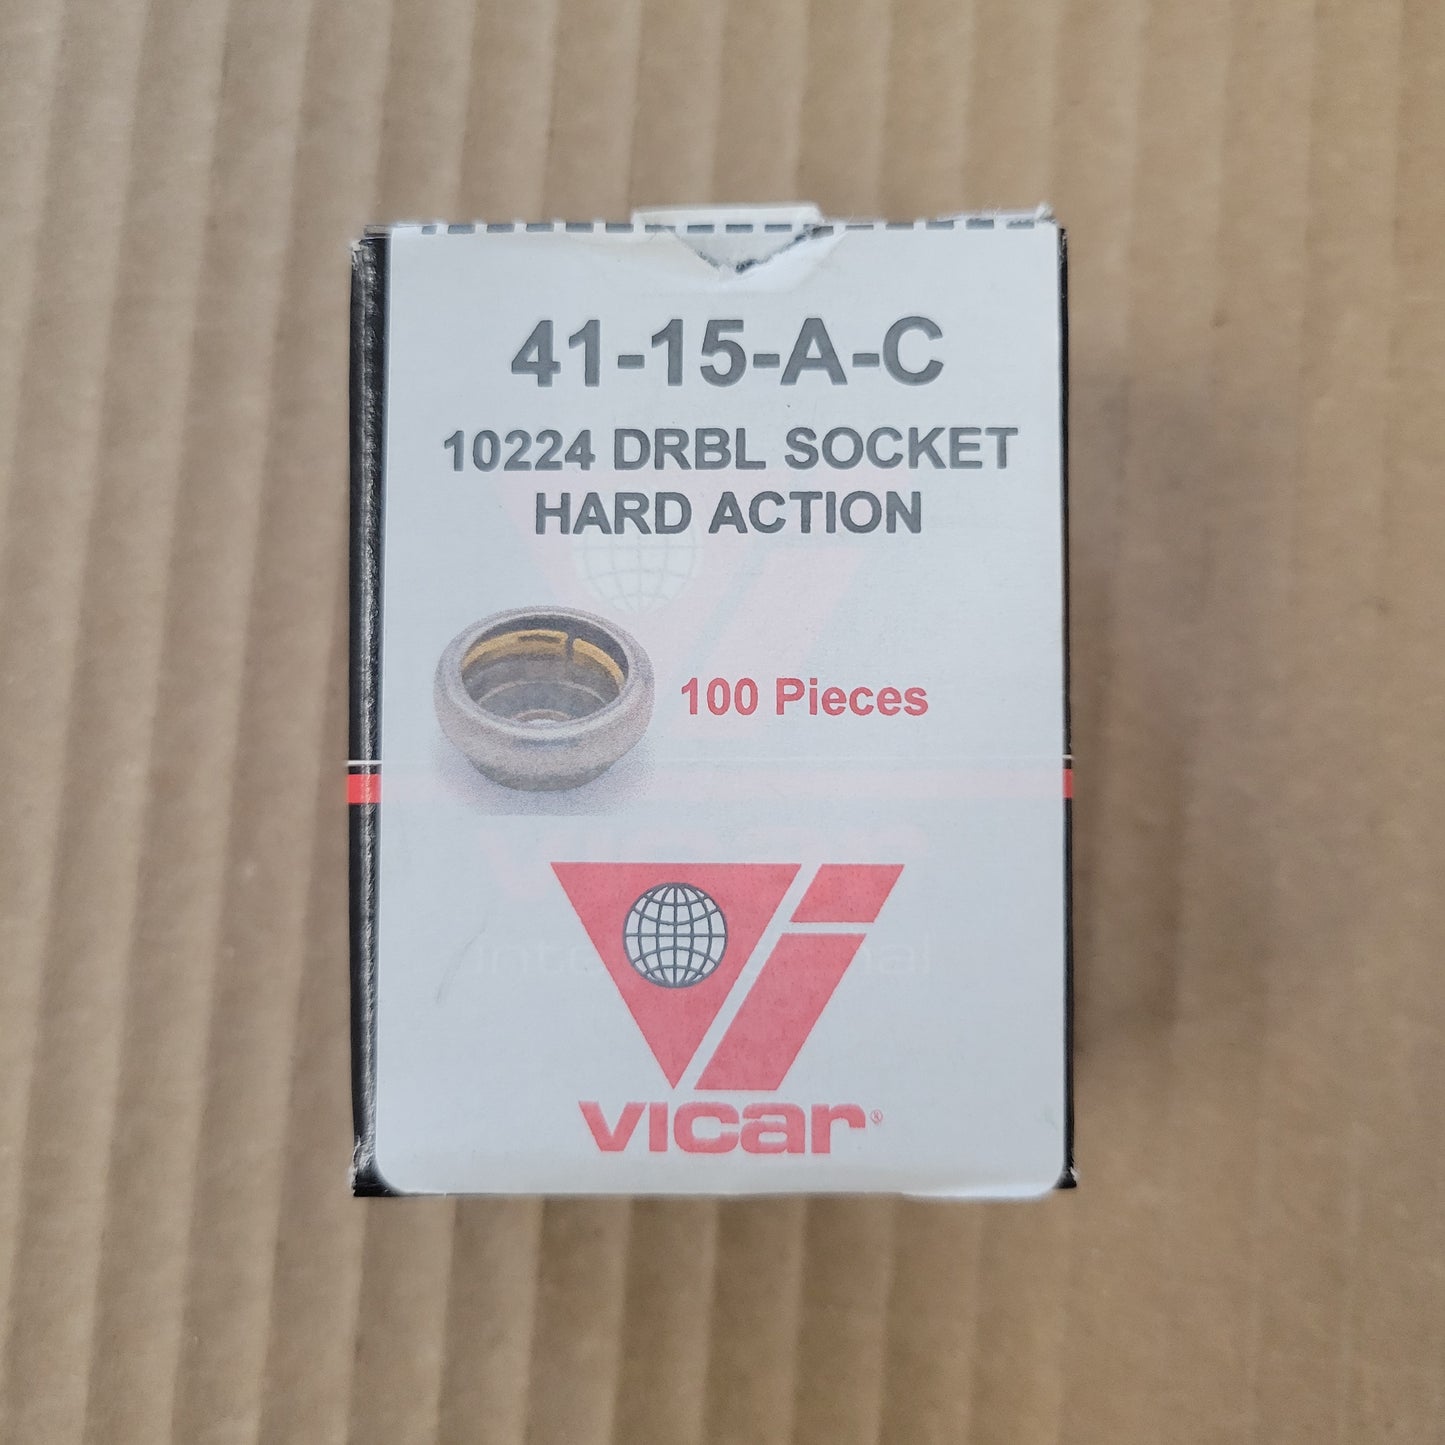 41-15-A-C
10224 DRBL SOCKET
HARD ACTION
100 Pieces
VICAR®